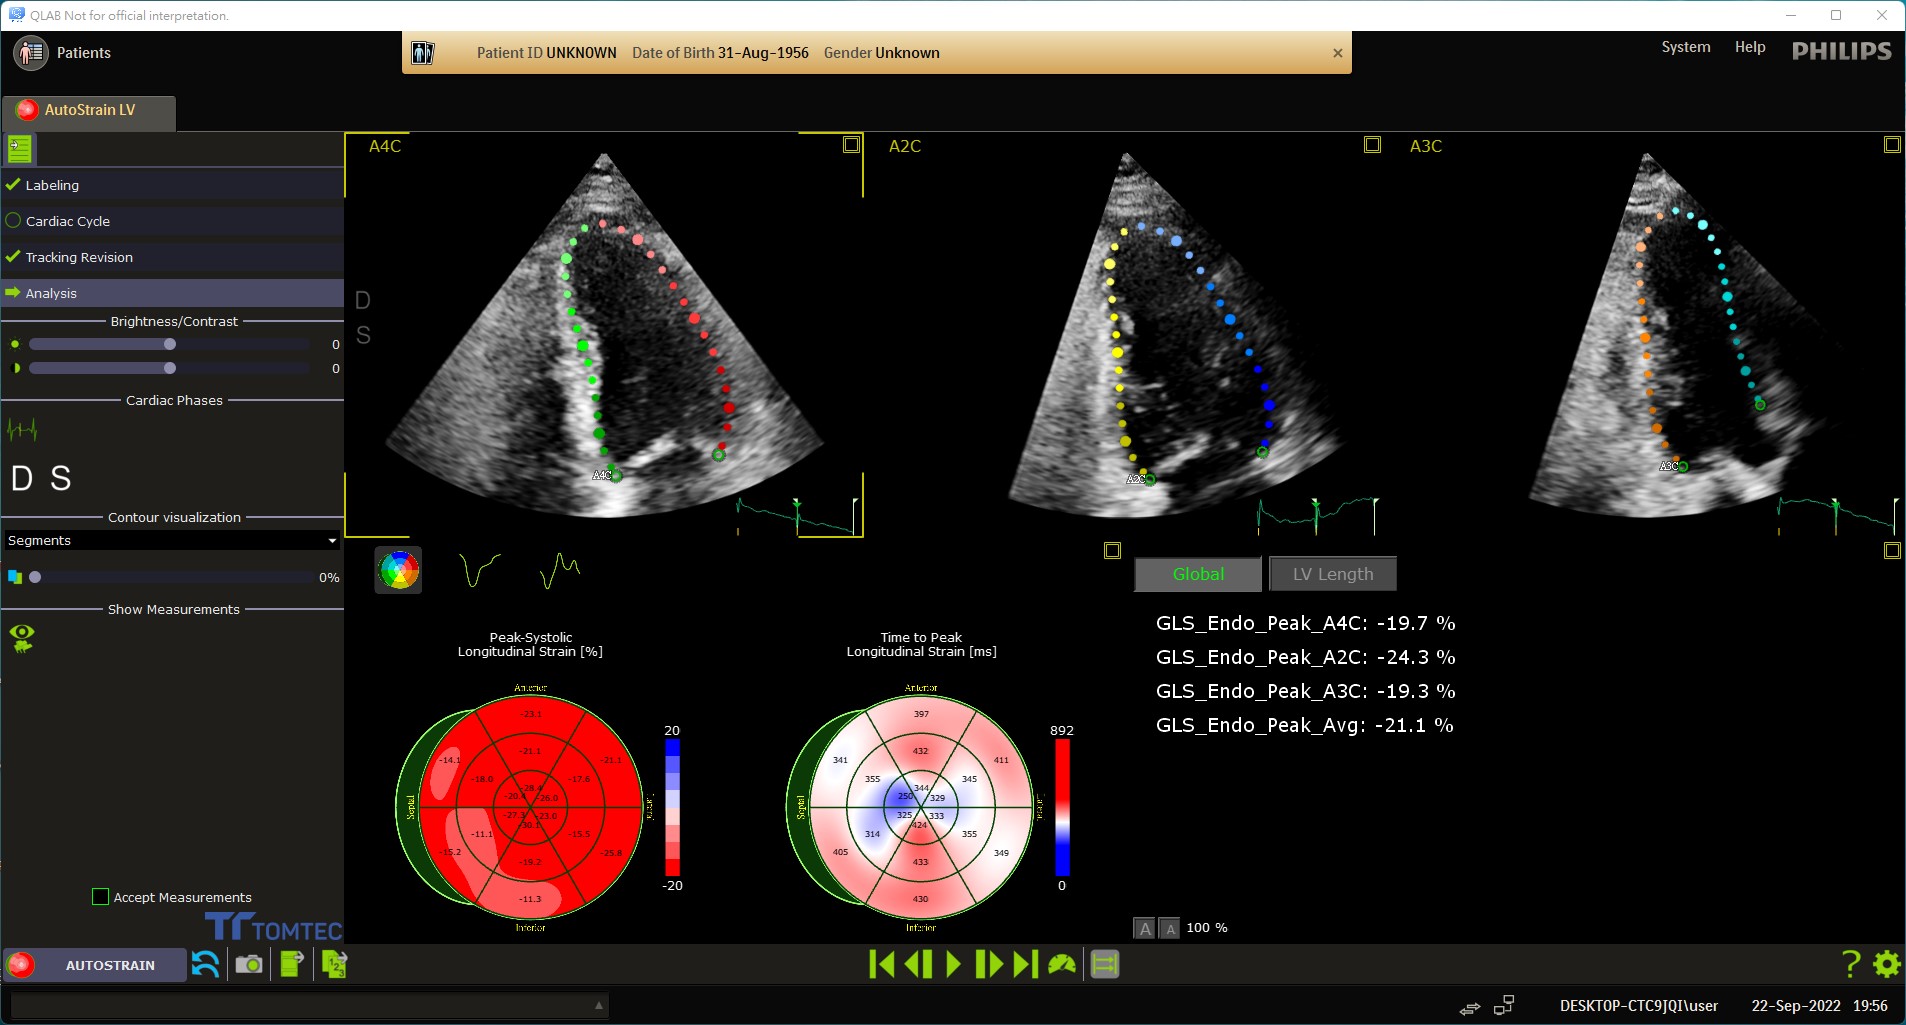 QLAB Not for official interpretation.
Patients
Patient ID UNKNOWN Date of Birth 31-Aug-1956 Gender Unknown
System Help PHILIPS
AutoStrain LV
Labeling
Cardiac Cycle
Tracking Revision
Analysis
Brightness/Contrast
0
0
Cardiac Phases
D S
Contour visualization
Segments
0%
Show Measurements
Accept Measurements
TOMTEC
A4C
D
S
A4C
A2C
A2C
A3C
A3C
Peak-Systolic
Longitudinal Strain [%]
Anterior
-23.1
-21.1
-14.1
-21.1
-18.0
-17.6
-28.4
-26.0
Septal
-27.3
-23.0
-30.1
-11.1
-15.5
-15.2
-25.8
-19.2
-11.3
Inferior
20
-20
Time to Peak
Longitudinal Strain [ms]
Anterior
397
432
341
411
355
345
344
250
329
Septal
325
333
424
314
355
405
349
433
430
Inferior
892
0
Global
LV Length
GLS_Endo_Peak_A4C: -19.7 %
GLS_Endo_Peak_A2C: -24.3 %
GLS_Endo_Peak_A3C: -19.3 %
GLS_Endo_Peak_Avg: -21.1 %
A A 100 %
AUTOSTRAIN
123
?
DESKTOP-CTC9JQI\user 22-Sep-2022 19:56